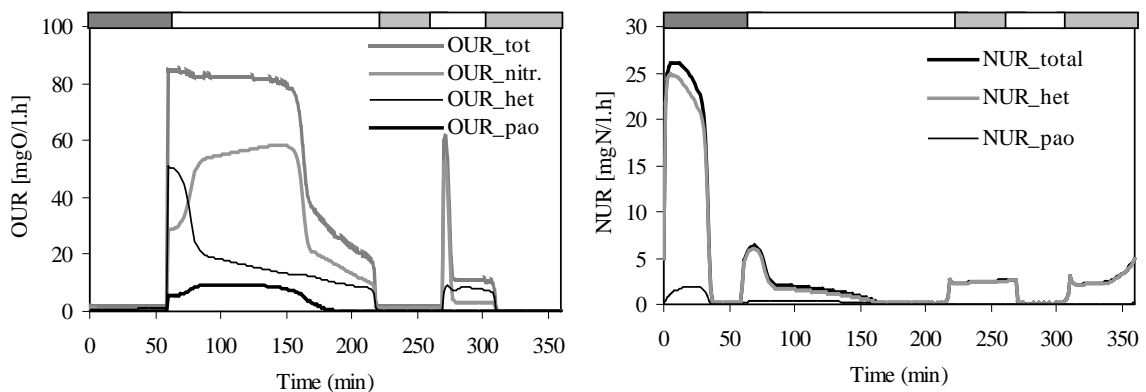 100
80
60
40
20
0
OUR [mgO/l.h]
OUR_tot
OUR_nitr.
OUR_het
OUR_pao
0 50 100 150 200 250 300 350
Time (min)
30
25
20
15
10
5
0
NUR [mgN/l.h]
NUR_total
NUR_het
NUR_pao
0 50 100 150 200 250 300 350
Time (min)